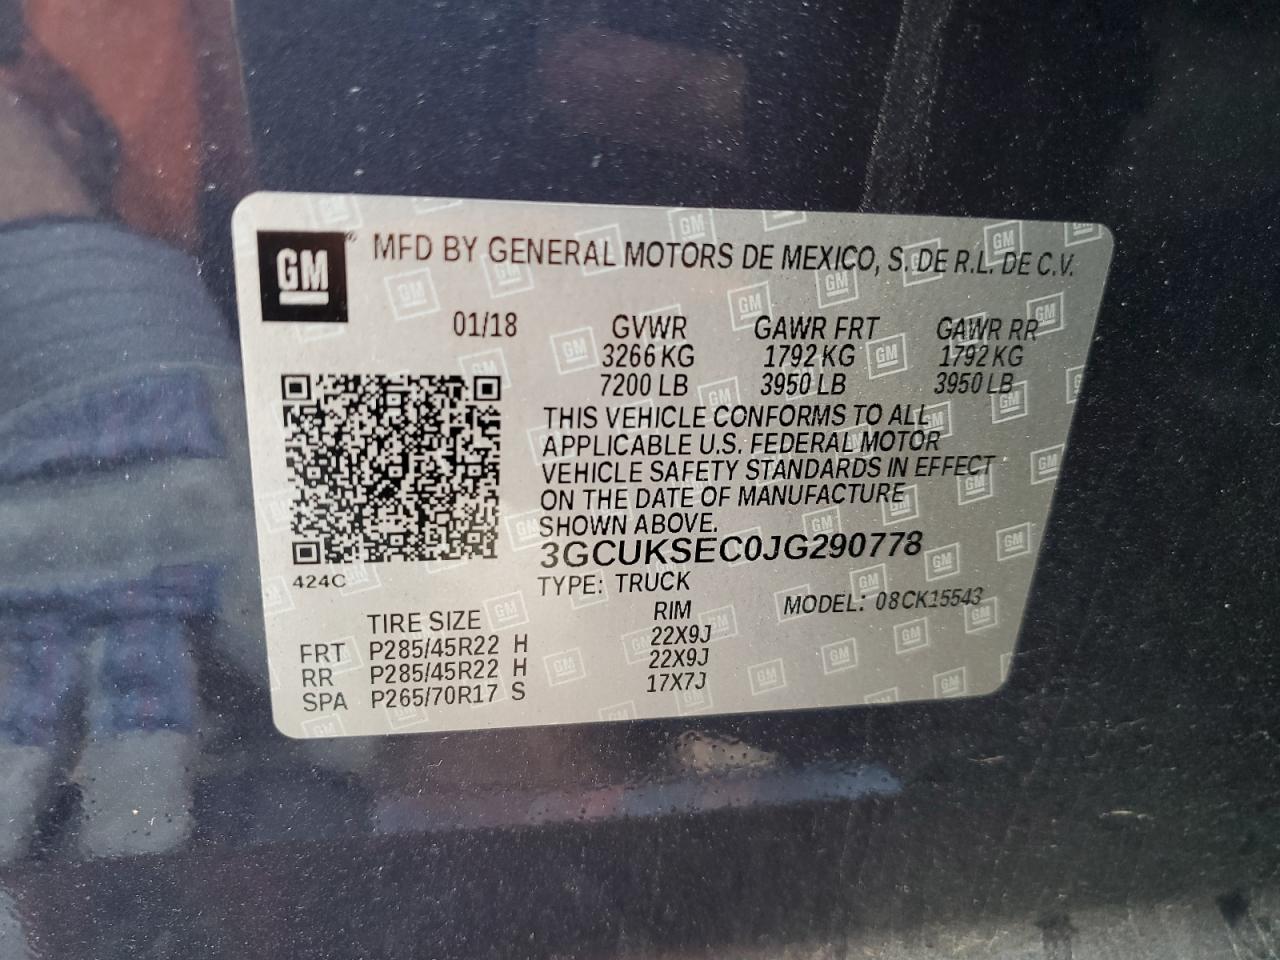 GM
MFD BY GENERAL MOTORS DE MEXICO, S. DE R.L. DE C.V.
01/18 GVWR GAWR FRT GAWR RR
3266 KG 1792 KG 1792 KG
7200 LB 3950 LB 3950 LB
THIS VEHICLE CONFORMS TO ALL
APPLICABLE U.S. FEDERAL MOTOR
VEHICLE SAFETY STANDARDS IN EFFECT
ON THE DATE OF MANUFACTURE
SHOWN ABOVE.
3GCUKSEC0JG290778
424C
TYPE: TRUCK
MODEL: 08CK15543
TIRE SIZE RIM
FRT P285/45R22 H 22X9J
RR P285/45R22 H 22X9J
SPA P265/70R17 S 17X7J